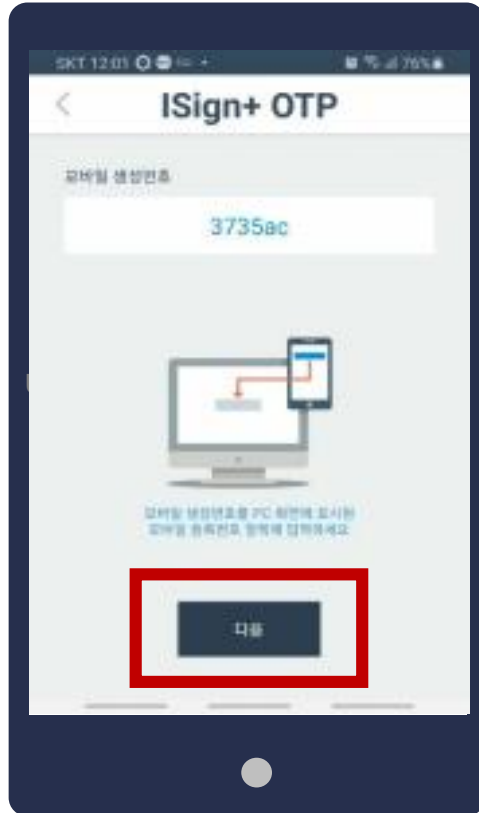 SKT 12:01
76%
ISign+ OTP
모바일 생성번호
3735ac
모바일 생성번호를 PC 화면에 표시된
모바일 등록번호 항목에 입력하세요
다음